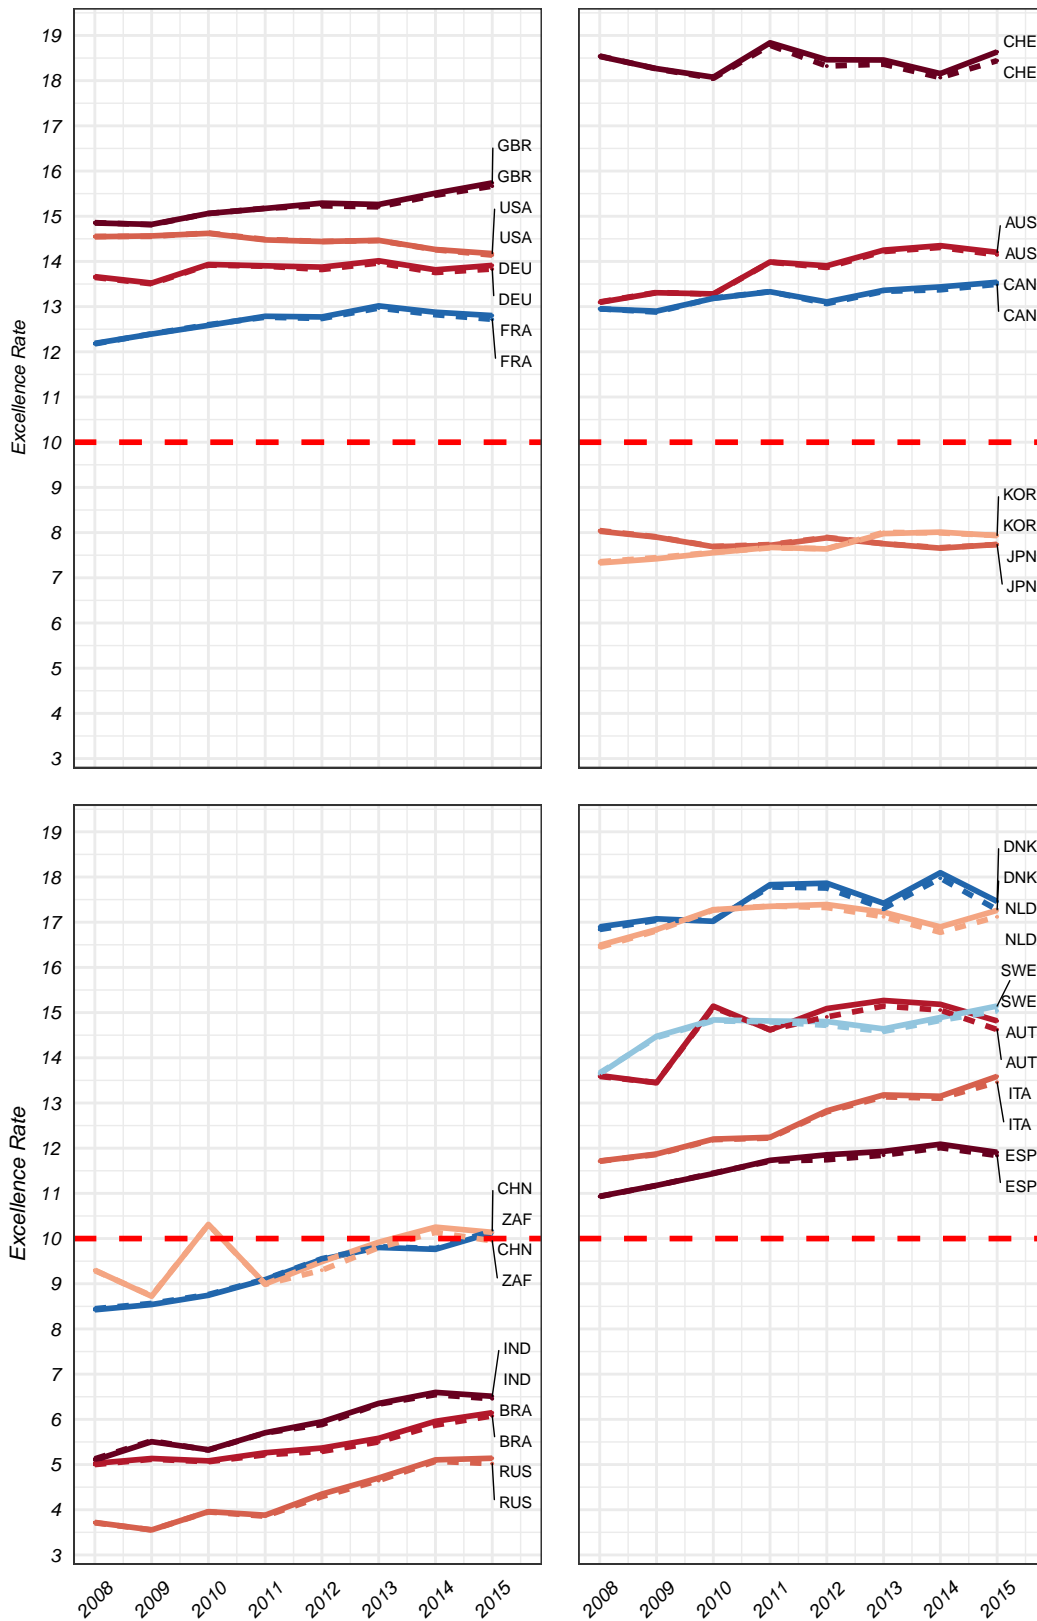 19
18
17
16
15
14
13
12
11
10
9
8
7
6
5
4
3
Excellence Rate
GBR
GBR
USA
USA
DEU
DEU
FRA
FRA
CHE
CHE
AUS
AUS
CAN
CAN
KOR
KOR
JPN
JPN
19
18
17
16
15
14
13
12
11
10
9
8
7
6
5
4
3
Excellence Rate
CHN
ZAF
CHN
ZAF
IND
IND
BRA
BRA
RUS
RUS
DNK
DNK
NLD
NLD
SWE
SWE
AUT
AUT
ITA
ITA
ESP
ESP
2008 2009 2010 2011 2012 2013 2014 2015
2008 2009 2010 2011 2012 2013 2014 2015